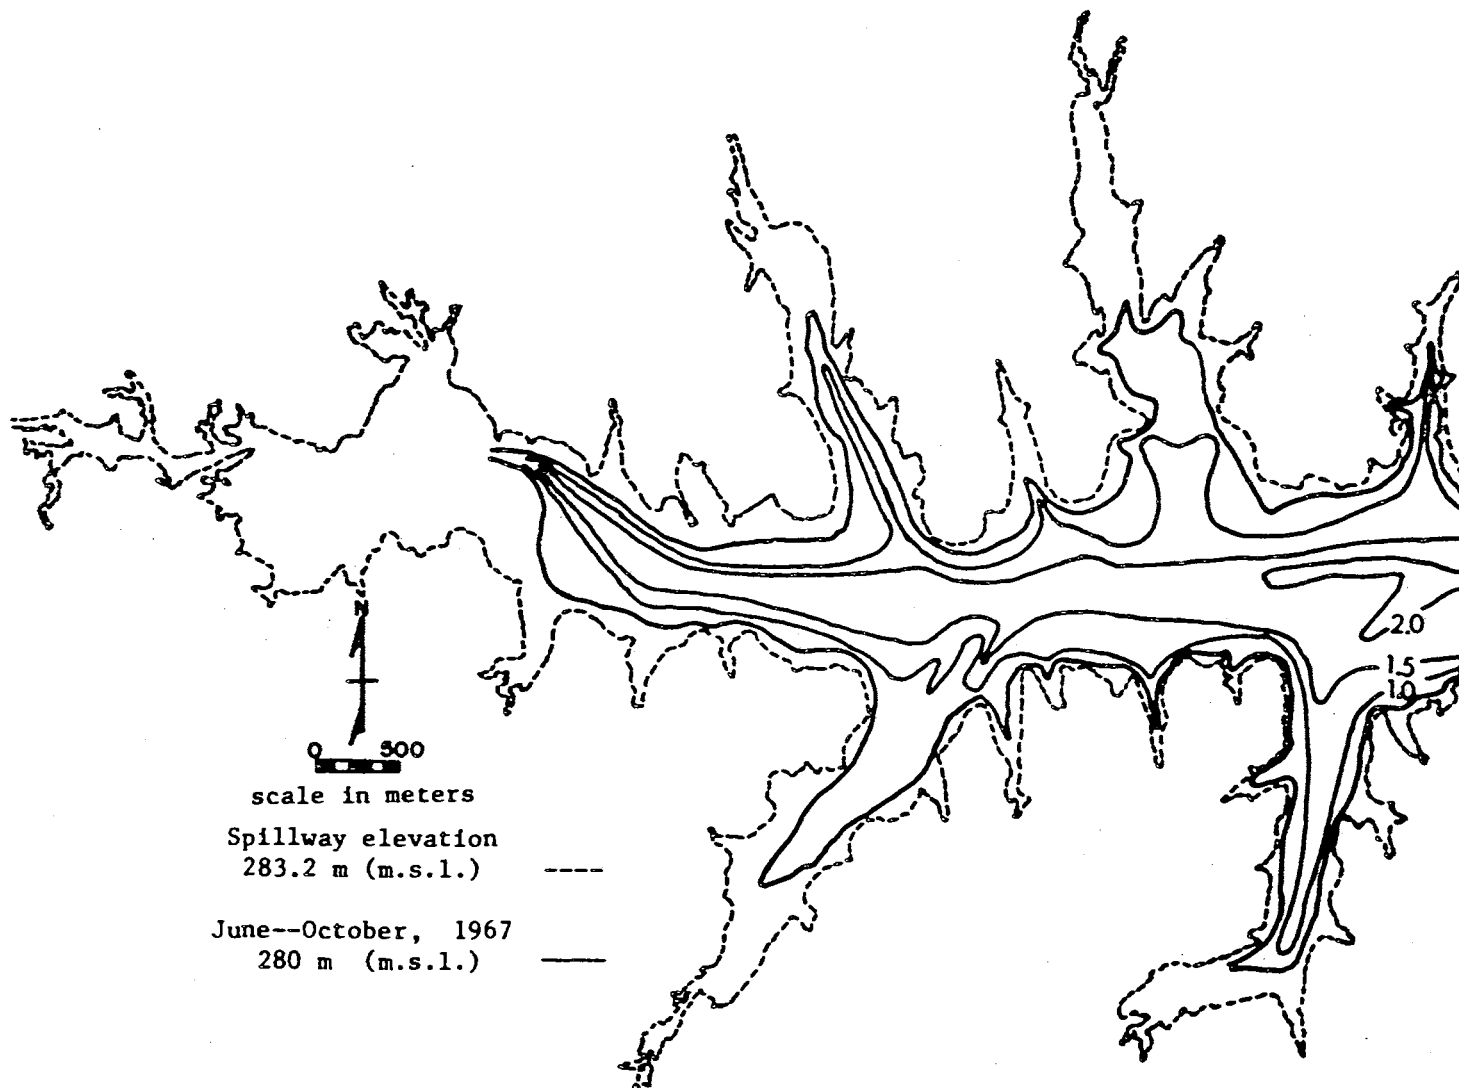 2.0
1.5
1.0
N
0 500
scale in meters
Spillway elevation
283.2 m (m.s.l.) ----
June--October, 1967
280 m (m.s.l.) ——